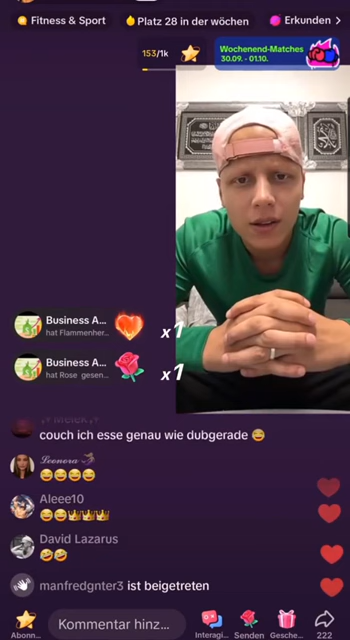 Fitness & Sport
Platz 28 in der wöchen
Erkunden >
153/1k
Wochenend-Matches
30.09. - 01.10.
Business A...
hat Flammenher...
x1
Business A...
hat Rose gesen...
x1
couch ich esse genau wie dubgerade 😅
Leonora
😂😂😂😂
Aleee10
😂😂👑👑👑
David Lazarus
🤣🤣
manfredgnter3 ist beigetreten
Abonn...
Kommentar hinz...
Interagi...
Senden
Gesche...
222